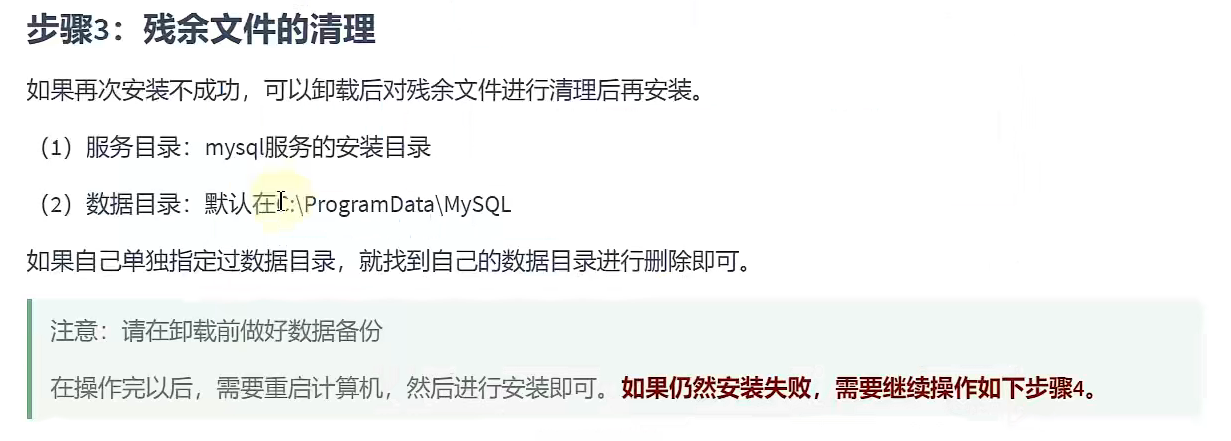 步骤3：残余文件的清理
如果再次安装不成功，可以卸载后对残余文件进行清理后再安装。
（1）服务目录：mysql服务的安装目录
（2）数据目录：默认在C:\ProgramData\MySQL
如果自己单独指定过数据目录，就找到自己的数据目录进行删除即可。
注意：请在卸载前做好数据备份
在操作完以后，需要重启计算机，然后进行安装即可。如果仍然安装失败，需要继续操作如下步骤4。